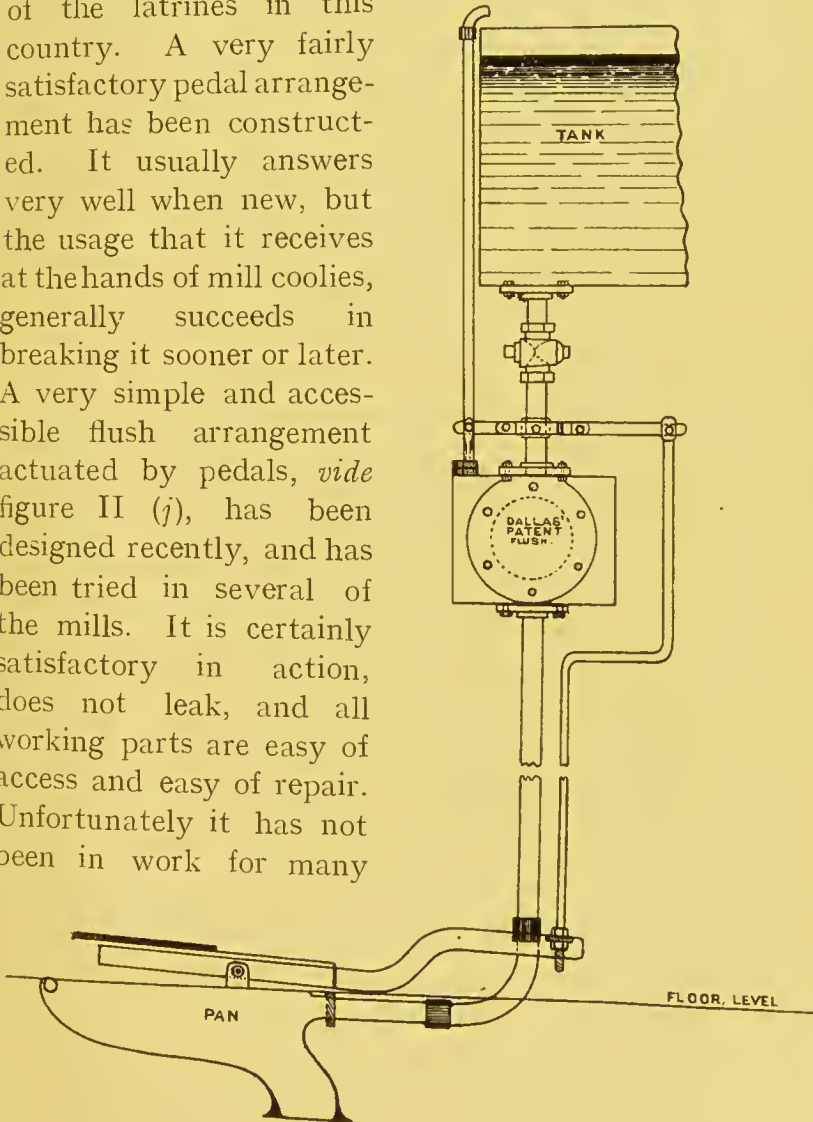 of the latrines in this
country. A very fairly
satisfactory pedal arrange-
ment has been construct-
ed. It usually answers
very well when new, but
the usage that it receives
at the hands of mill coolies,
generally succeeds in
breaking it sooner or later.
A very simple and acces-
sible flush arrangement
actuated by pedals, vide
figure II (j), has been
designed recently, and has
been tried in several of
the mills. It is certainly
satisfactory in action,
does not leak, and all
working parts are easy of
access and easy of repair.
Unfortunately it has not
been in work for many
TANK
DALLAS'
PATENT
FLUSH.
PAN
FLOOR, LEVEL